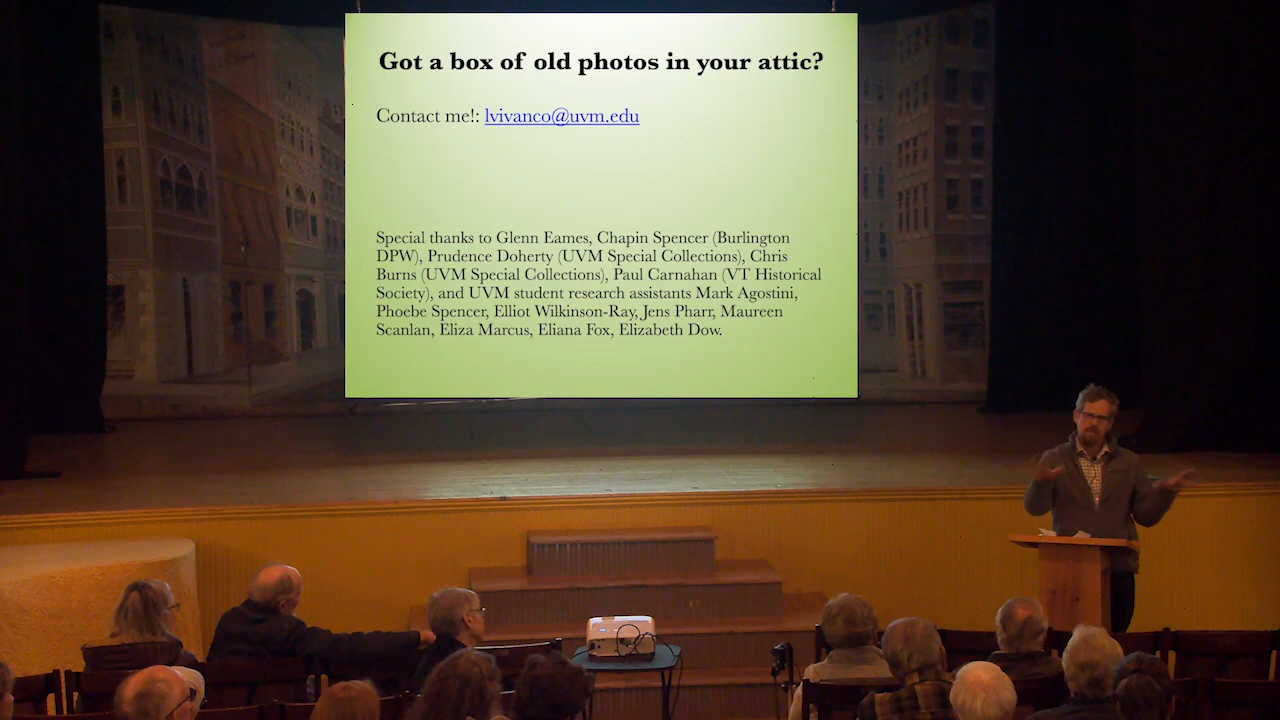 Got a box of old photos in your attic?
Contact me!: lvivanco@uvm.edu
Special thanks to Glenn Eames, Chapin Spencer (Burlington
DPW), Prudence Doherty (UVM Special Collections), Chris
Burns (UVM Special Collections), Paul Carnahan (VT Historical
Society), and UVM student research assistants Mark Agostini,
Phoebe Spencer, Elliot Wilkinson-Ray, Jens Pharr, Maureen
Scanlan, Eliza Marcus, Eliana Fox, Elizabeth Dow.